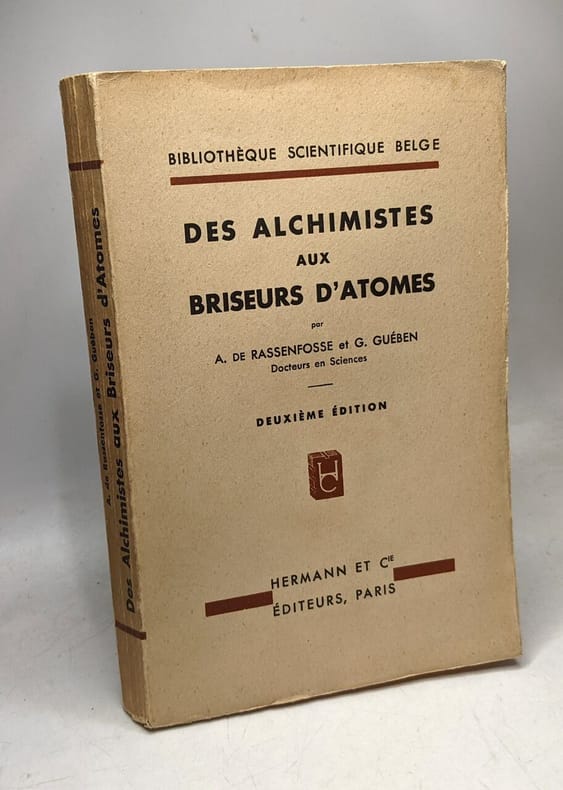 BIBLIOTHÈQUE SCIENTIFIQUE BELGE
DES ALCHIMISTES
AUX
BRISEURS D'ATOMES
par
A. DE RASSENFOSSE et G. GUÉBEN
Docteurs en Sciences
DEUXIÈME ÉDITION
HC
HERMANN ET CIE
ÉDITEURS, PARIS
A. de Rassenfosse et G. Guében
Des Alchimistes aux Briseurs d'Atomes